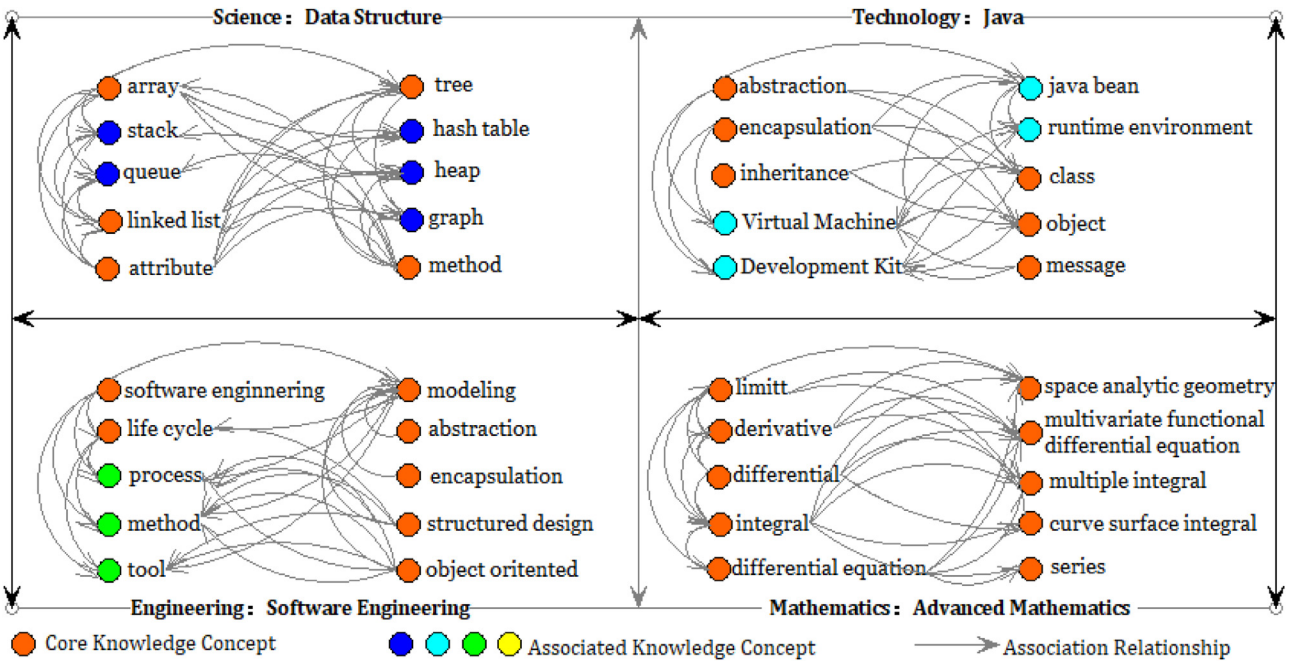 Science：Data Structure
Technology：Java
array
tree
stack
hash table
queue
heap
linked list
graph
attribute
method
abstraction
java bean
encapsulation
runtime environment
inheritance
class
Virtual Machine
object
Development Kit
message
software enginnering
modeling
life cycle
abstraction
process
encapsulation
method
structured design
tool
object oritented
limitt
space analytic geometry
derivative
multivariate functional
differential equation
differential
multiple integral
integral
curve surface integral
differential equation
series
Engineering：Software Engineering
Mathematics：Advanced Mathematics
Core Knowledge Concept
Associated Knowledge Concept
Association Relationship